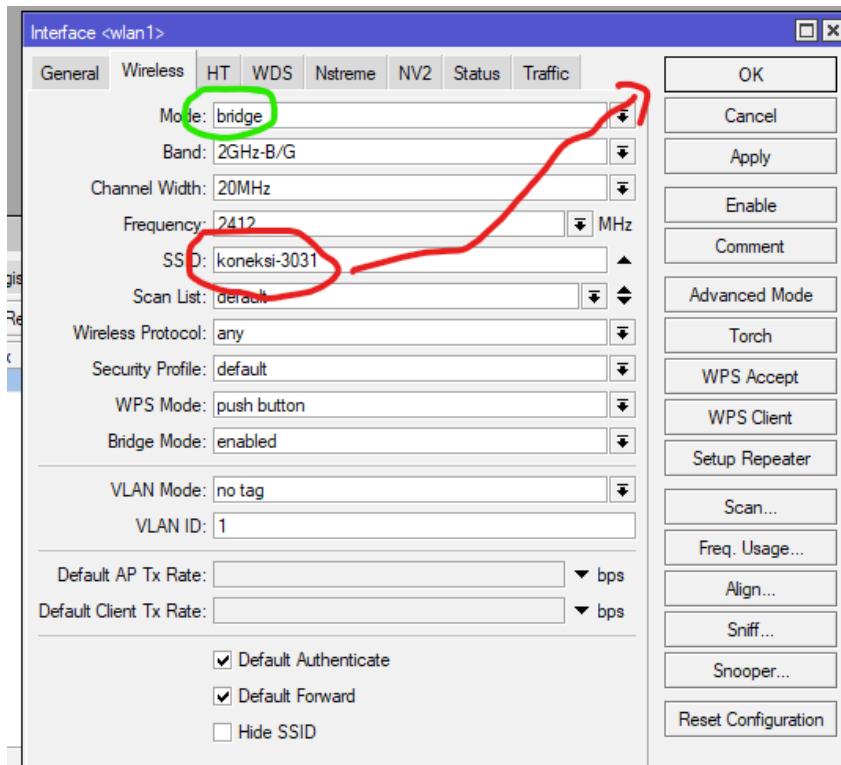 Interface <wlan1>
General Wireless HT WDS Nstreme NV2 Status Traffic
OK
Mode: bridge
Cancel
Band: 2GHz-B/G
Apply
Channel Width: 20MHz
Enable
Frequency: 2412 MHz
Comment
SSID: koneksi-3031
Scan List: default
Advanced Mode
Wireless Protocol: any
Torch
Security Profile: default
WPS Accept
WPS Mode: push button
WPS Client
Bridge Mode: enabled
Setup Repeater
VLAN Mode: no tag
Scan...
VLAN ID: 1
Freq. Usage...
Default AP Tx Rate: bps
Align...
Default Client Tx Rate: bps
Sniff...
Default Authenticate
Snooper...
Default Forward
Reset Configuration
Hide SSID